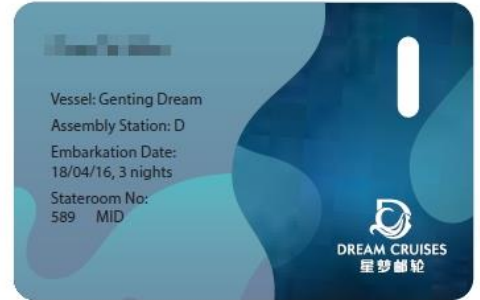 Vessel: Genting Dream
Assembly Station: D
Embarkation Date:
18/04/16, 3 nights
Stateroom No:
589 MID
DREAM CRUISES
星梦邮轮